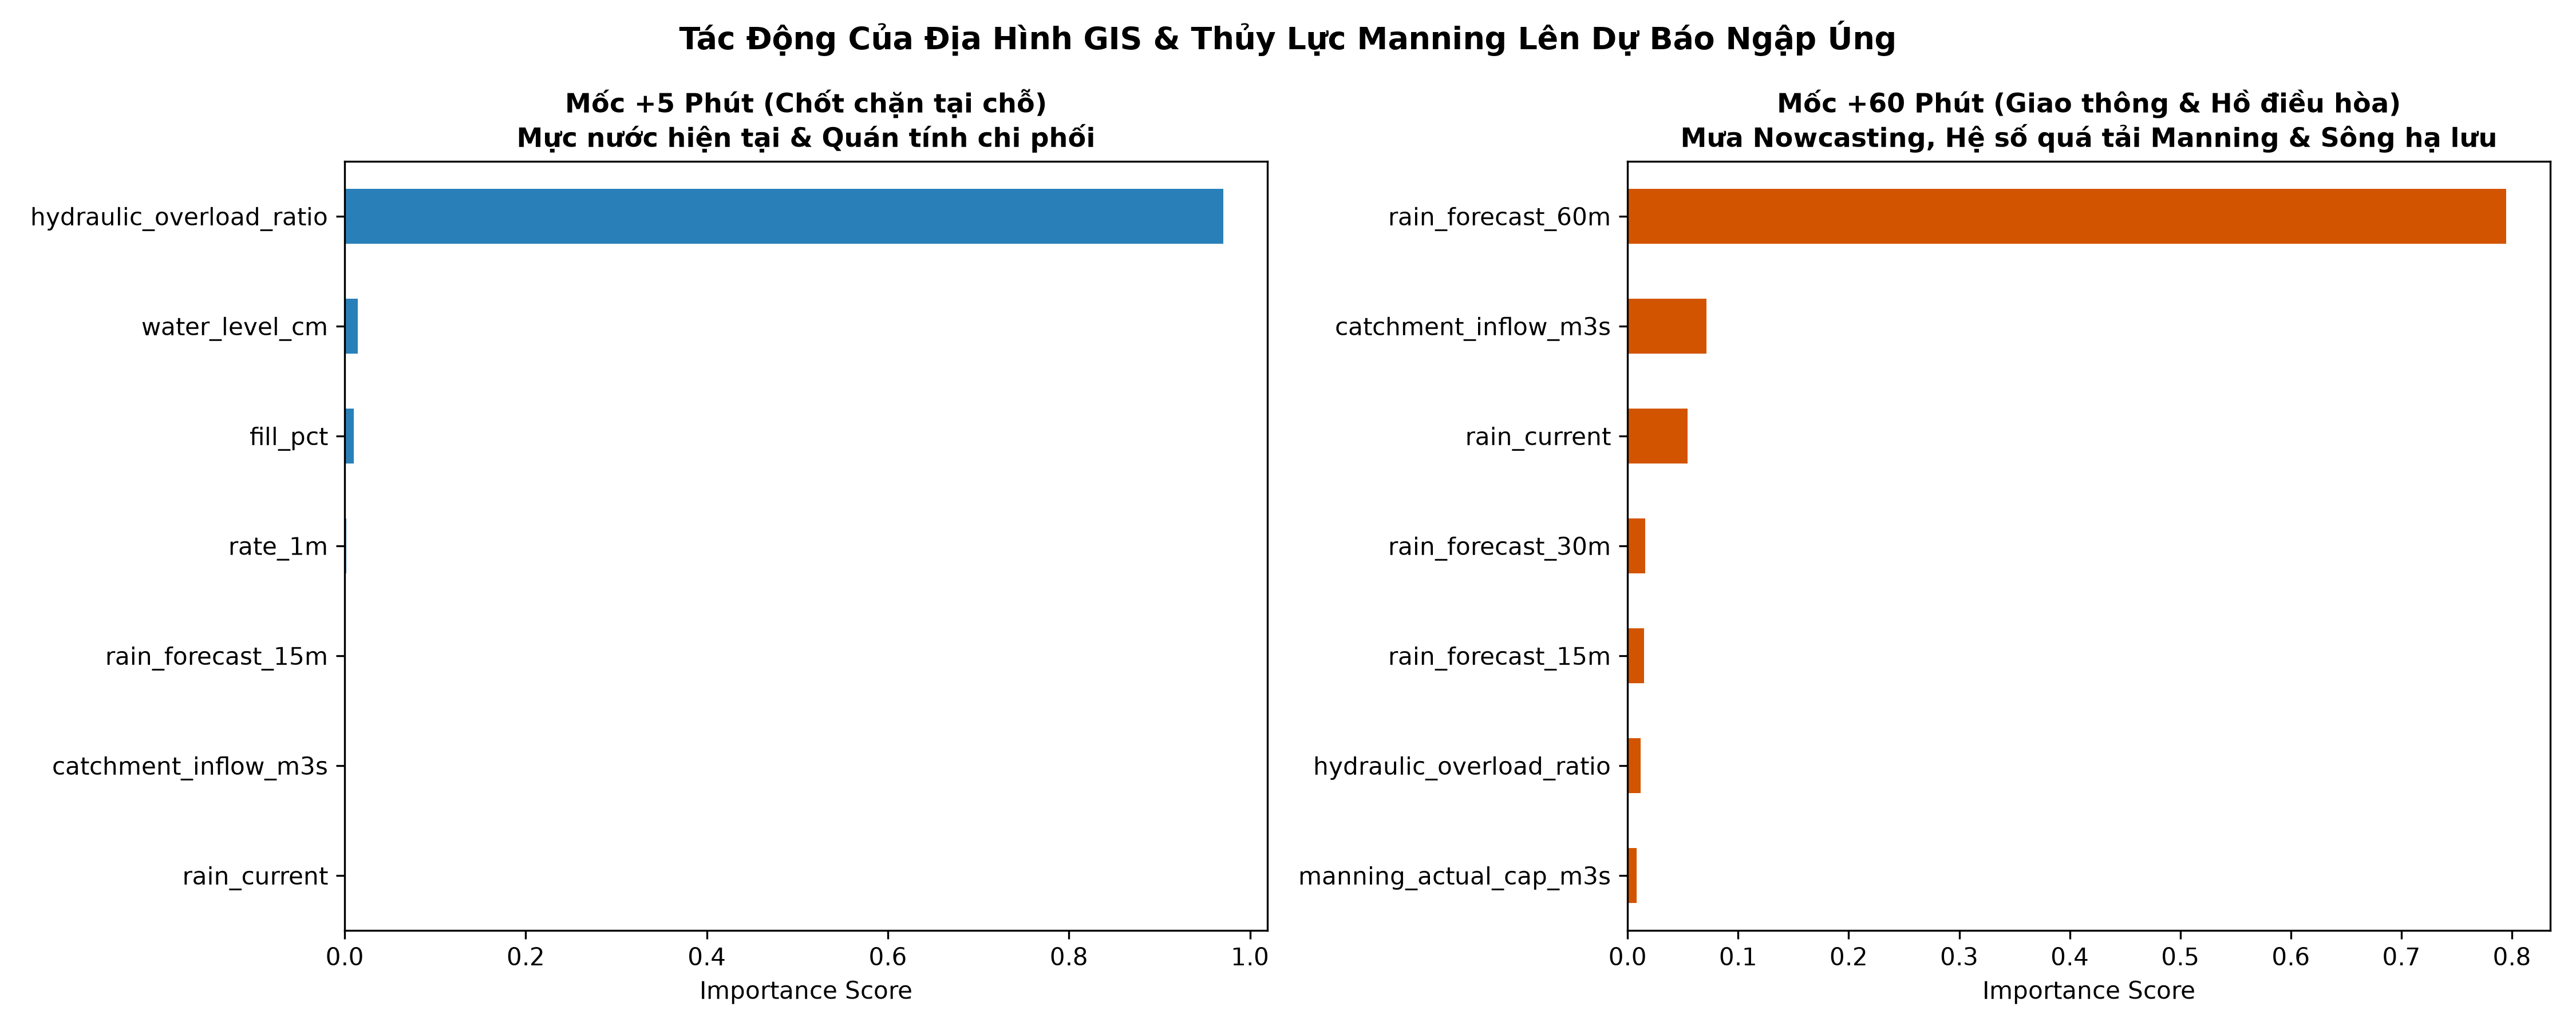 Tác Động Của Địa Hình GIS & Thủy Lực Manning Lên Dự Báo Ngập Úng
Mốc +5 Phút (Chốt chặn tại chỗ)
Mực nước hiện tại & Quán tính chi phối
hydraulic_overload_ratio
water_level_cm
fill_pct
rate_1m
rain_forecast_15m
catchment_inflow_m3s
rain_current
0.0 0.2 0.4 0.6 0.8 1.0
Importance Score
Mốc +60 Phút (Giao thông & Hồ điều hòa)
Mưa Nowcasting, Hệ số quá tải Manning & Sông hạ lưu
rain_forecast_60m
catchment_inflow_m3s
rain_current
rain_forecast_30m
rain_forecast_15m
hydraulic_overload_ratio
manning_actual_cap_m3s
0.0 0.1 0.2 0.3 0.4 0.5 0.6 0.7 0.8
Importance Score